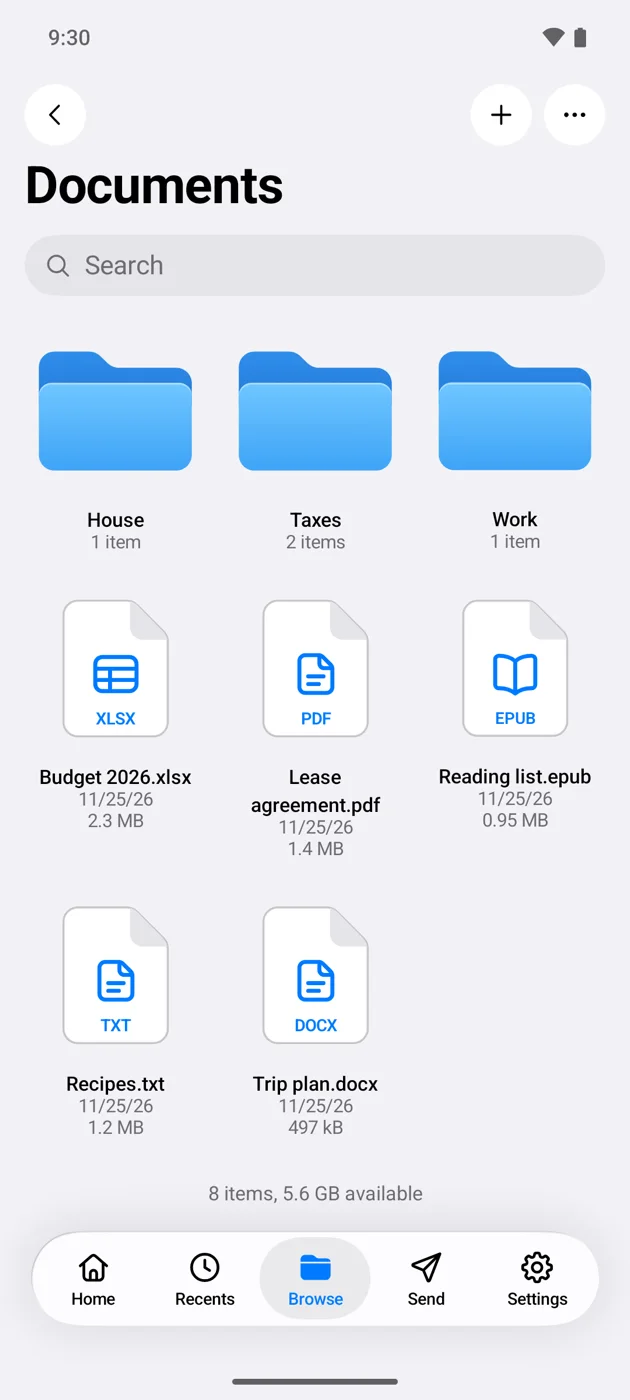 9:30
Documents
Search
House
1 item
Taxes
2 items
Work
1 item
XLSX
Budget 2026.xlsx
11/25/26
2.3 MB
PDF
Lease
agreement.pdf
11/25/26
1.4 MB
EPUB
Reading list.epub
11/25/26
0.95 MB
TXT
Recipes.txt
11/25/26
1.2 MB
DOCX
Trip plan.docx
11/25/26
497 kB
8 items, 5.6 GB available
Home
Recents
Browse
Send
Settings